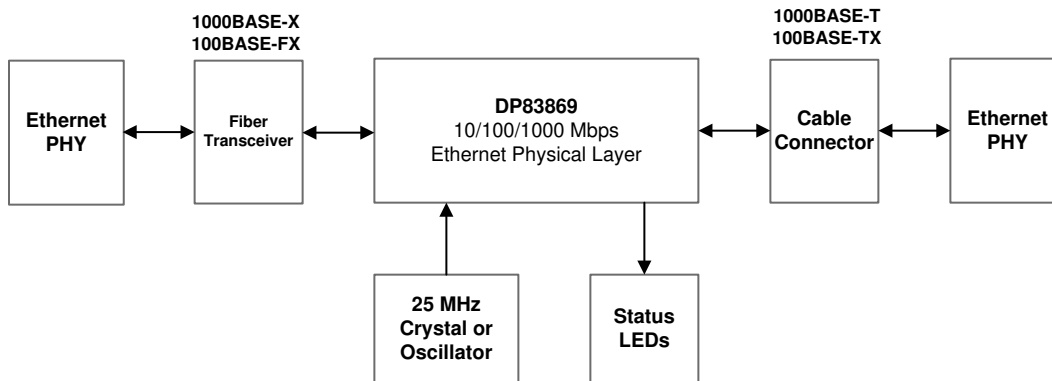 1000BASE-X
100BASE-FX
1000BASE-T
100BASE-TX
Ethernet
PHY
Fiber
Transceiver
DP83869
10/100/1000 Mbps
Ethernet Physical Layer
Cable
Connector
Ethernet
PHY
25 MHz
Crystal or
Oscillator
Status
LEDs